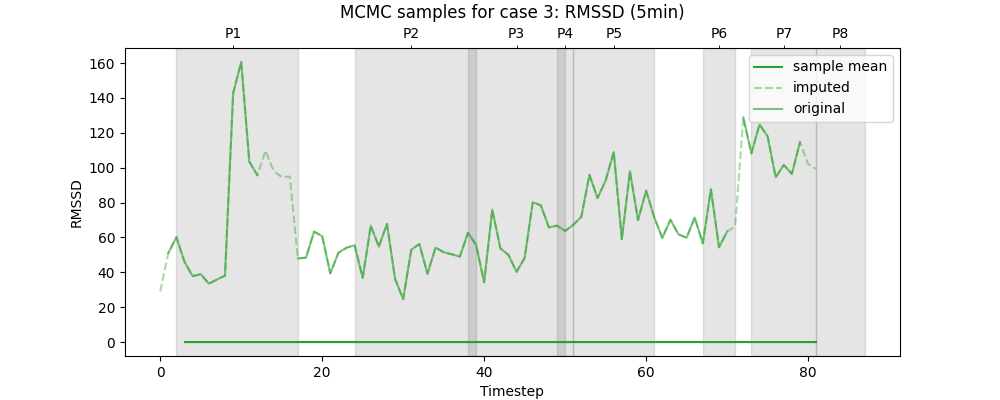 MCMC samples for case 3: RMSSD (5min)
P1 P2 P3 P4 P5 P6 P7 P8
sample mean
imputed
original
160
140
120
100
80
60
40
20
0
RMSSD
0 20 40 60 80
Timestep